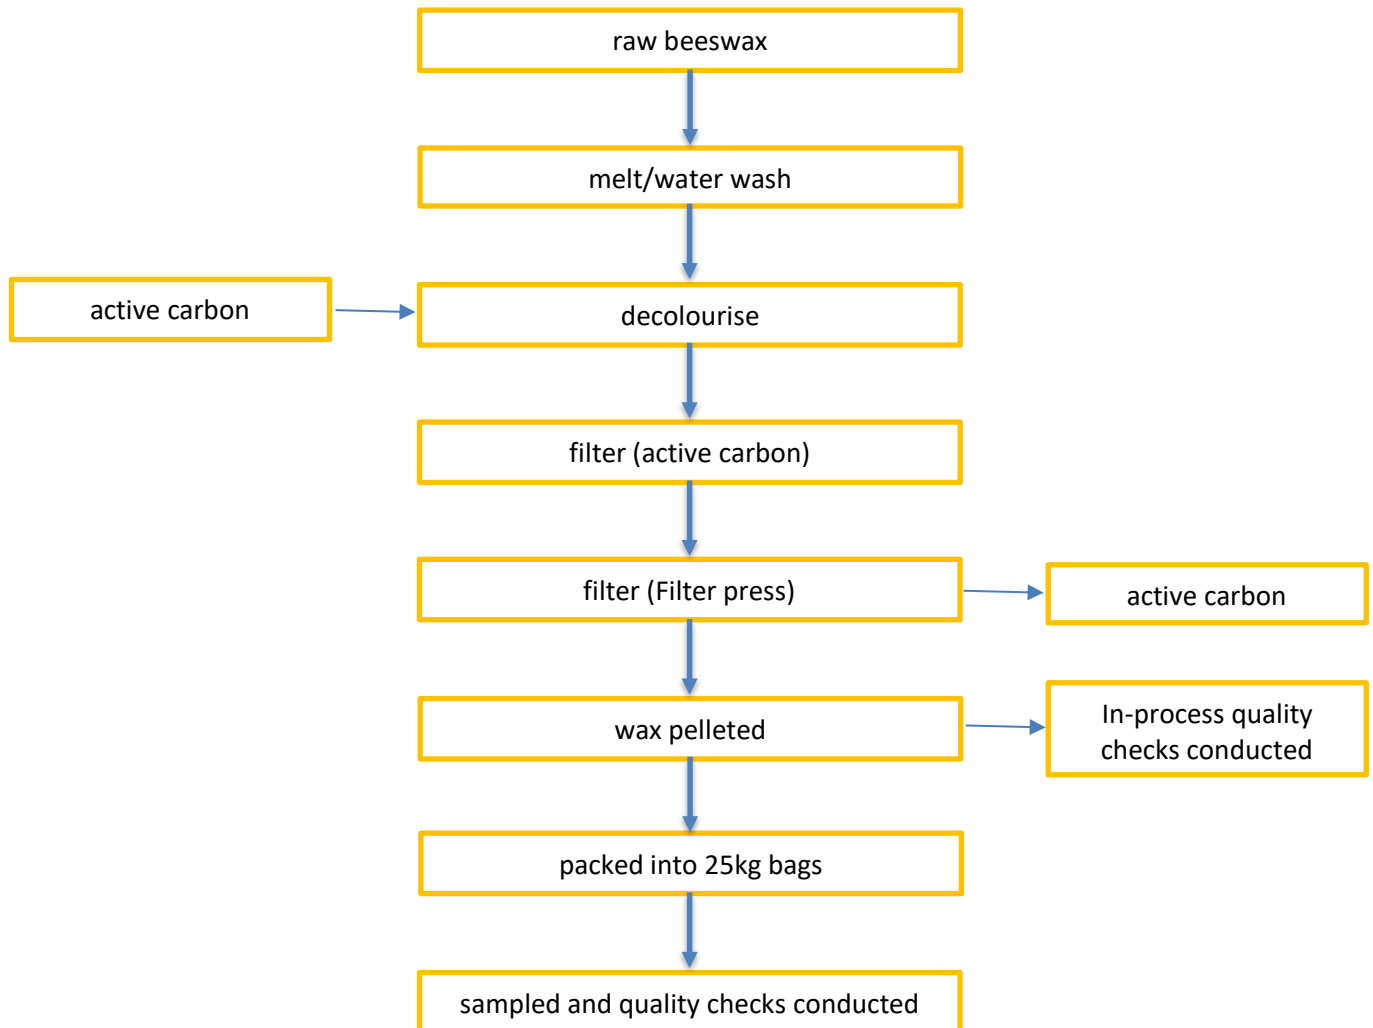 raw beeswax
melt/water wash
active carbon
decolourise
filter (active carbon)
filter (Filter press)
active carbon
wax pelleted
In-process quality
checks conducted
packed into 25kg bags
sampled and quality checks conducted